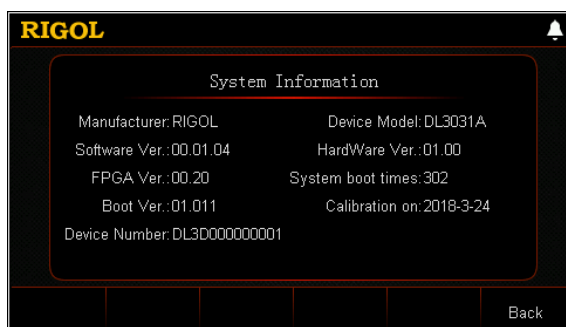 RIGOL
System Information
Manufacturer:RIGOL Device Model:DL3031A
Software Ver.:00.01.04 HardWare Ver.:01.00
FPGA Ver.:00.20 System boot times:302
Boot Ver.:01.011 Calibration on:2018-3-24
Device Number:DL3D000000001
Back